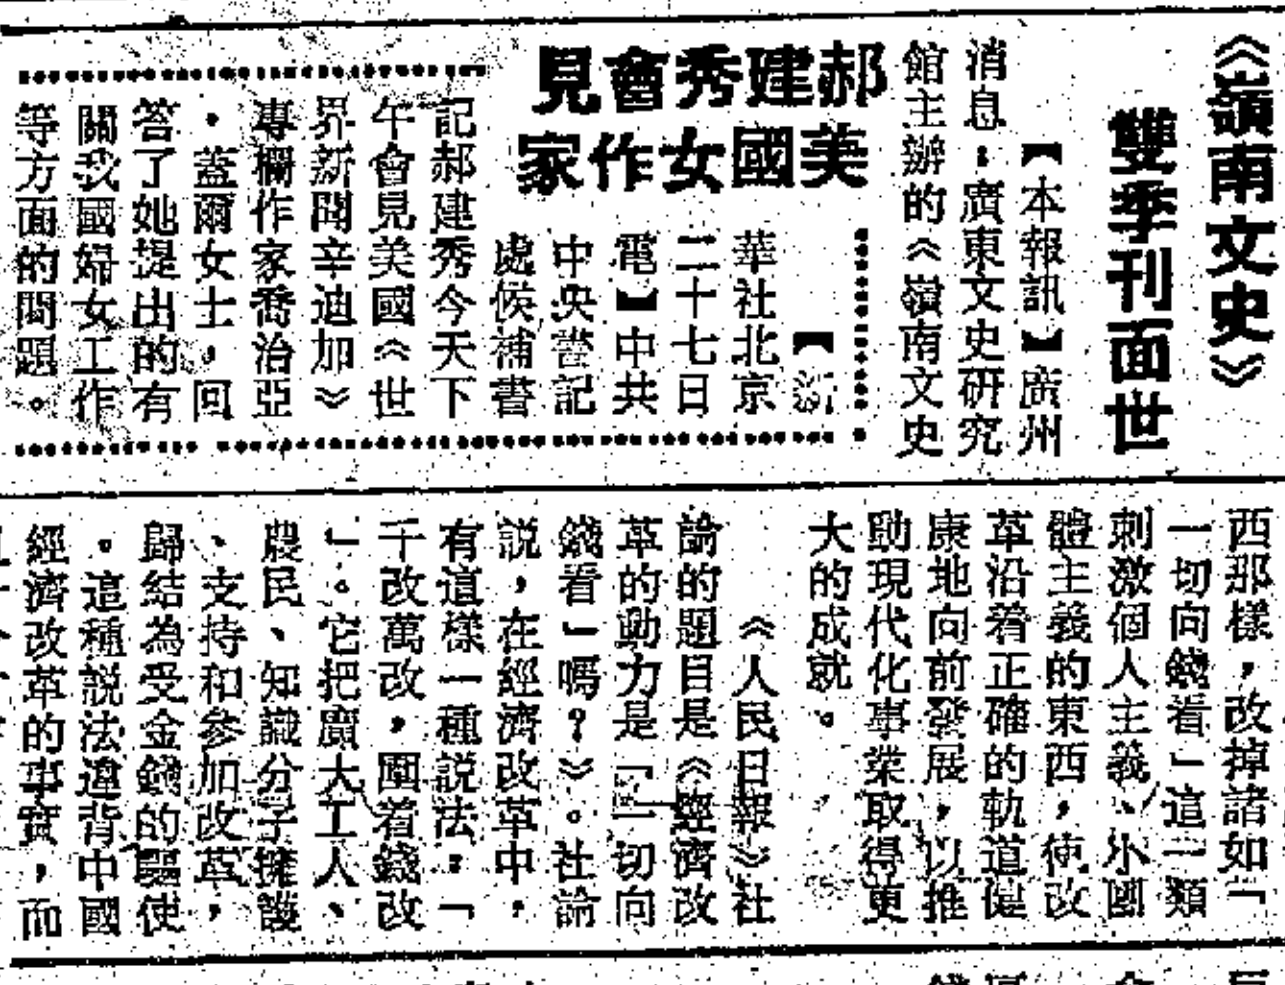 《嶺南文史》
雙季刊面世
【本報訊】廣州
消息：廣東文史研究
館主辦的《嶺南文史
郝建秀會見
美國女作家
【新
華社北京
二十七日
電】中共
中央書記
處候補書
記郝建秀今天下
午會見美國《世
界新聞辛迪加》
專欄作家喬治亞
·蓋爾女士，回
答了她提出的有
關我國婦女工作
等方面的問題。
西那樣，改掉諸如「
一切向錢看」這一類
刺激個人主義、小團
體主義的東西，使改
革沿着正確的軌道健
康地向前發展，以推
助現代化事業取得更
大的成就。
《人民日報》社
論的題目是《經濟改
革的動力是「一切向
錢看」嗎？》。社論
説，在經濟改革中，
有這樣一種説法：「
千改萬改，圍着錢改
」。它把廣大工人、
農民、知識分子擁護
、支持和參加改革，
歸結為受金錢的驅使
。這種説法違背中國
經濟改革的事實，而